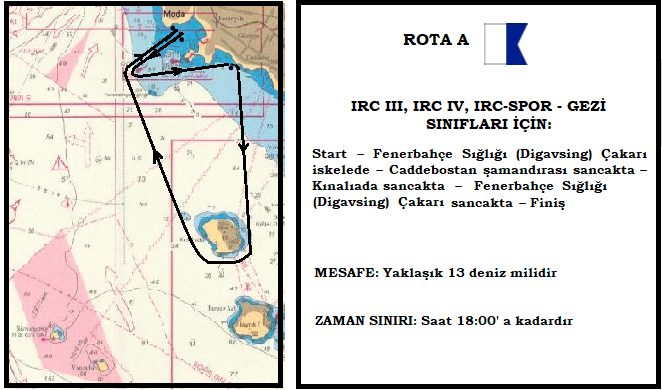 Moda
ROTA A
IRC III, IRC IV, IRC-SPOR - GEZİ
SINIFLARI İÇİN:
Start – Fenerbahçe Sığlığı (Digavsing) Çakarı
iskelede – Caddebostan şamandırası sancakta –
Kınalıada sancakta – Fenerbahçe Sığlığı
(Digavsing) Çakarı sancakta – Finiş
MESAFE: Yaklaşık 13 deniz milidir
ZAMAN SINIRI: Saat 18:00' a kadardır